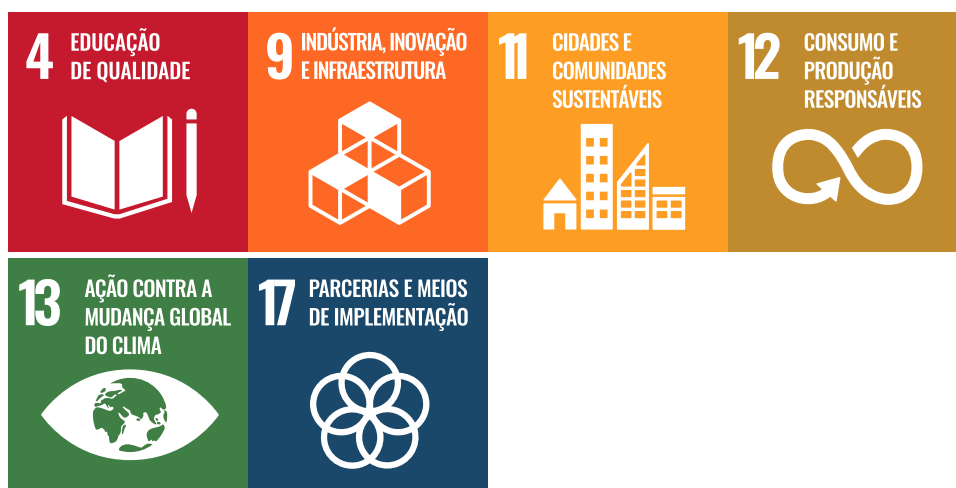 4 EDUCAÇÃO
DE QUALIDADE
9 INDÚSTRIA, INOVAÇÃO
E INFRAESTRUTURA
11 CIDADES E
COMUNIDADES
SUSTENTÁVEIS
12 CONSUMO E
PRODUÇÃO
RESPONSÁVEIS
13 AÇÃO CONTRA A
MUDANÇA GLOBAL
DO CLIMA
17 PARCERIAS E MEIOS
DE IMPLEMENTAÇÃO